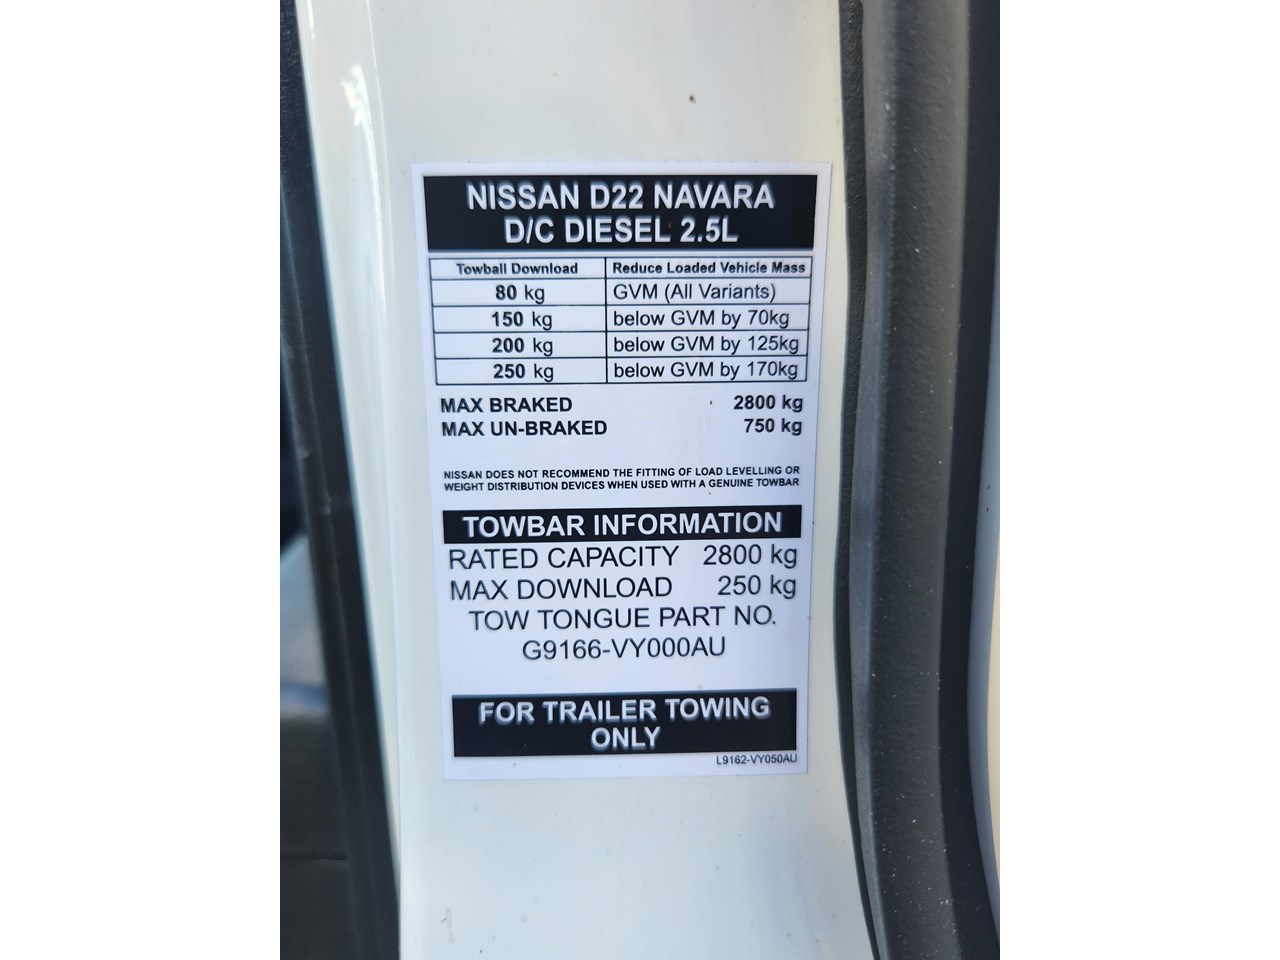 NISSAN D22 NAVARA
D/C DIESEL 2.5L
Towball Download Reduce Loaded Vehicle Mass
80 kg GVM (All Variants)
150 kg below GVM by 70kg
200 kg below GVM by 125kg
250 kg below GVM by 170kg
MAX BRAKED 2800 kg
MAX UN-BRAKED 750 kg
NISSAN DOES NOT RECOMMEND THE FITTING OF LOAD LEVELLING OR
WEIGHT DISTRIBUTION DEVICES WHEN USED WITH A GENUINE TOWBAR
TOWBAR INFORMATION
RATED CAPACITY 2800 kg
MAX DOWNLOAD 250 kg
TOW TONGUE PART NO.
G9166-VY000AU
FOR TRAILER TOWING
ONLY
L9162-VY050AU